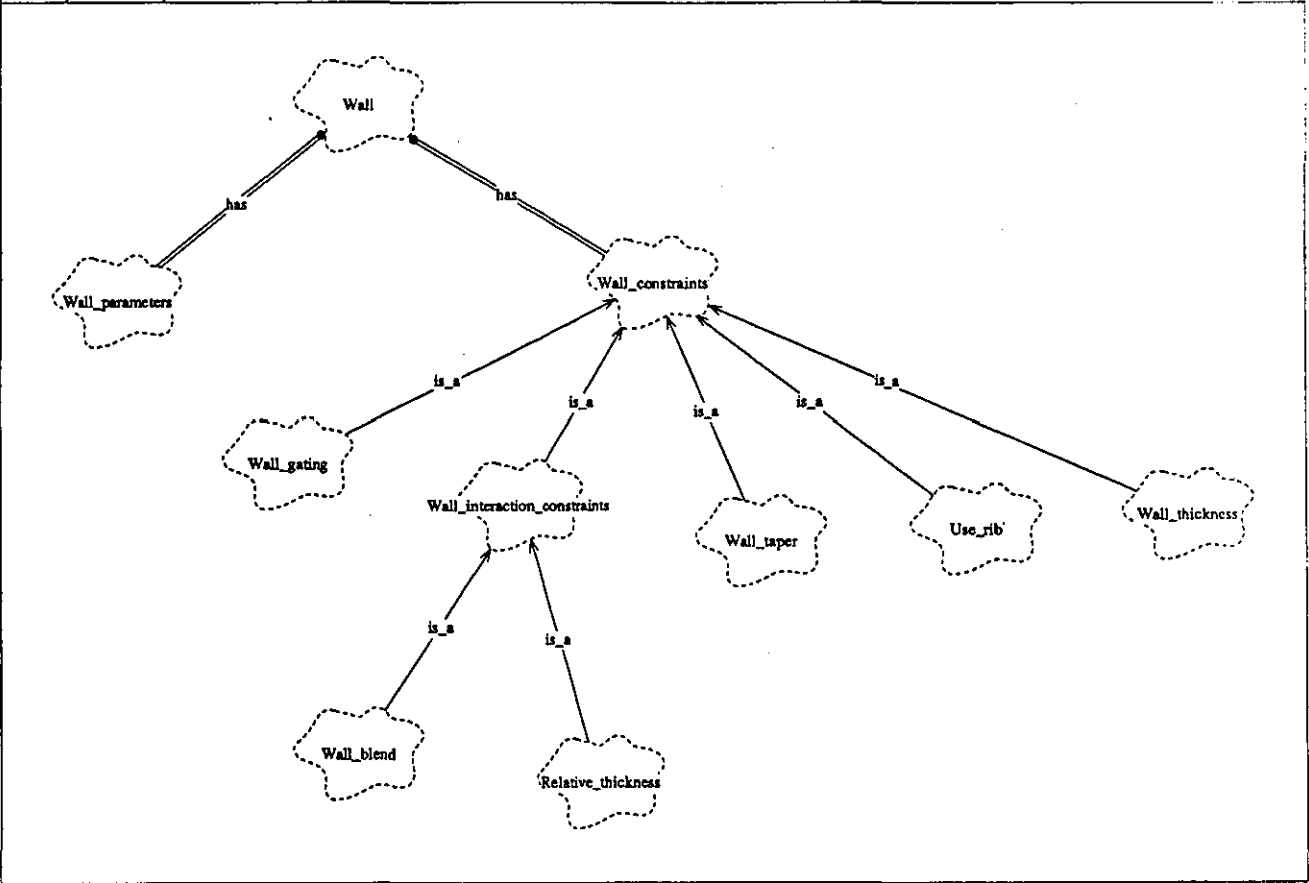 Wall
has
has
Wall_constraints
Wall_parameters
is_a
is_a
is_a
is_a
is_a
Wall_gating
Wall_interaction_constraints
Wall_taper
Use_rib
Wall_thickness
is_a
is_a
Wall_blend
Relative_thickness